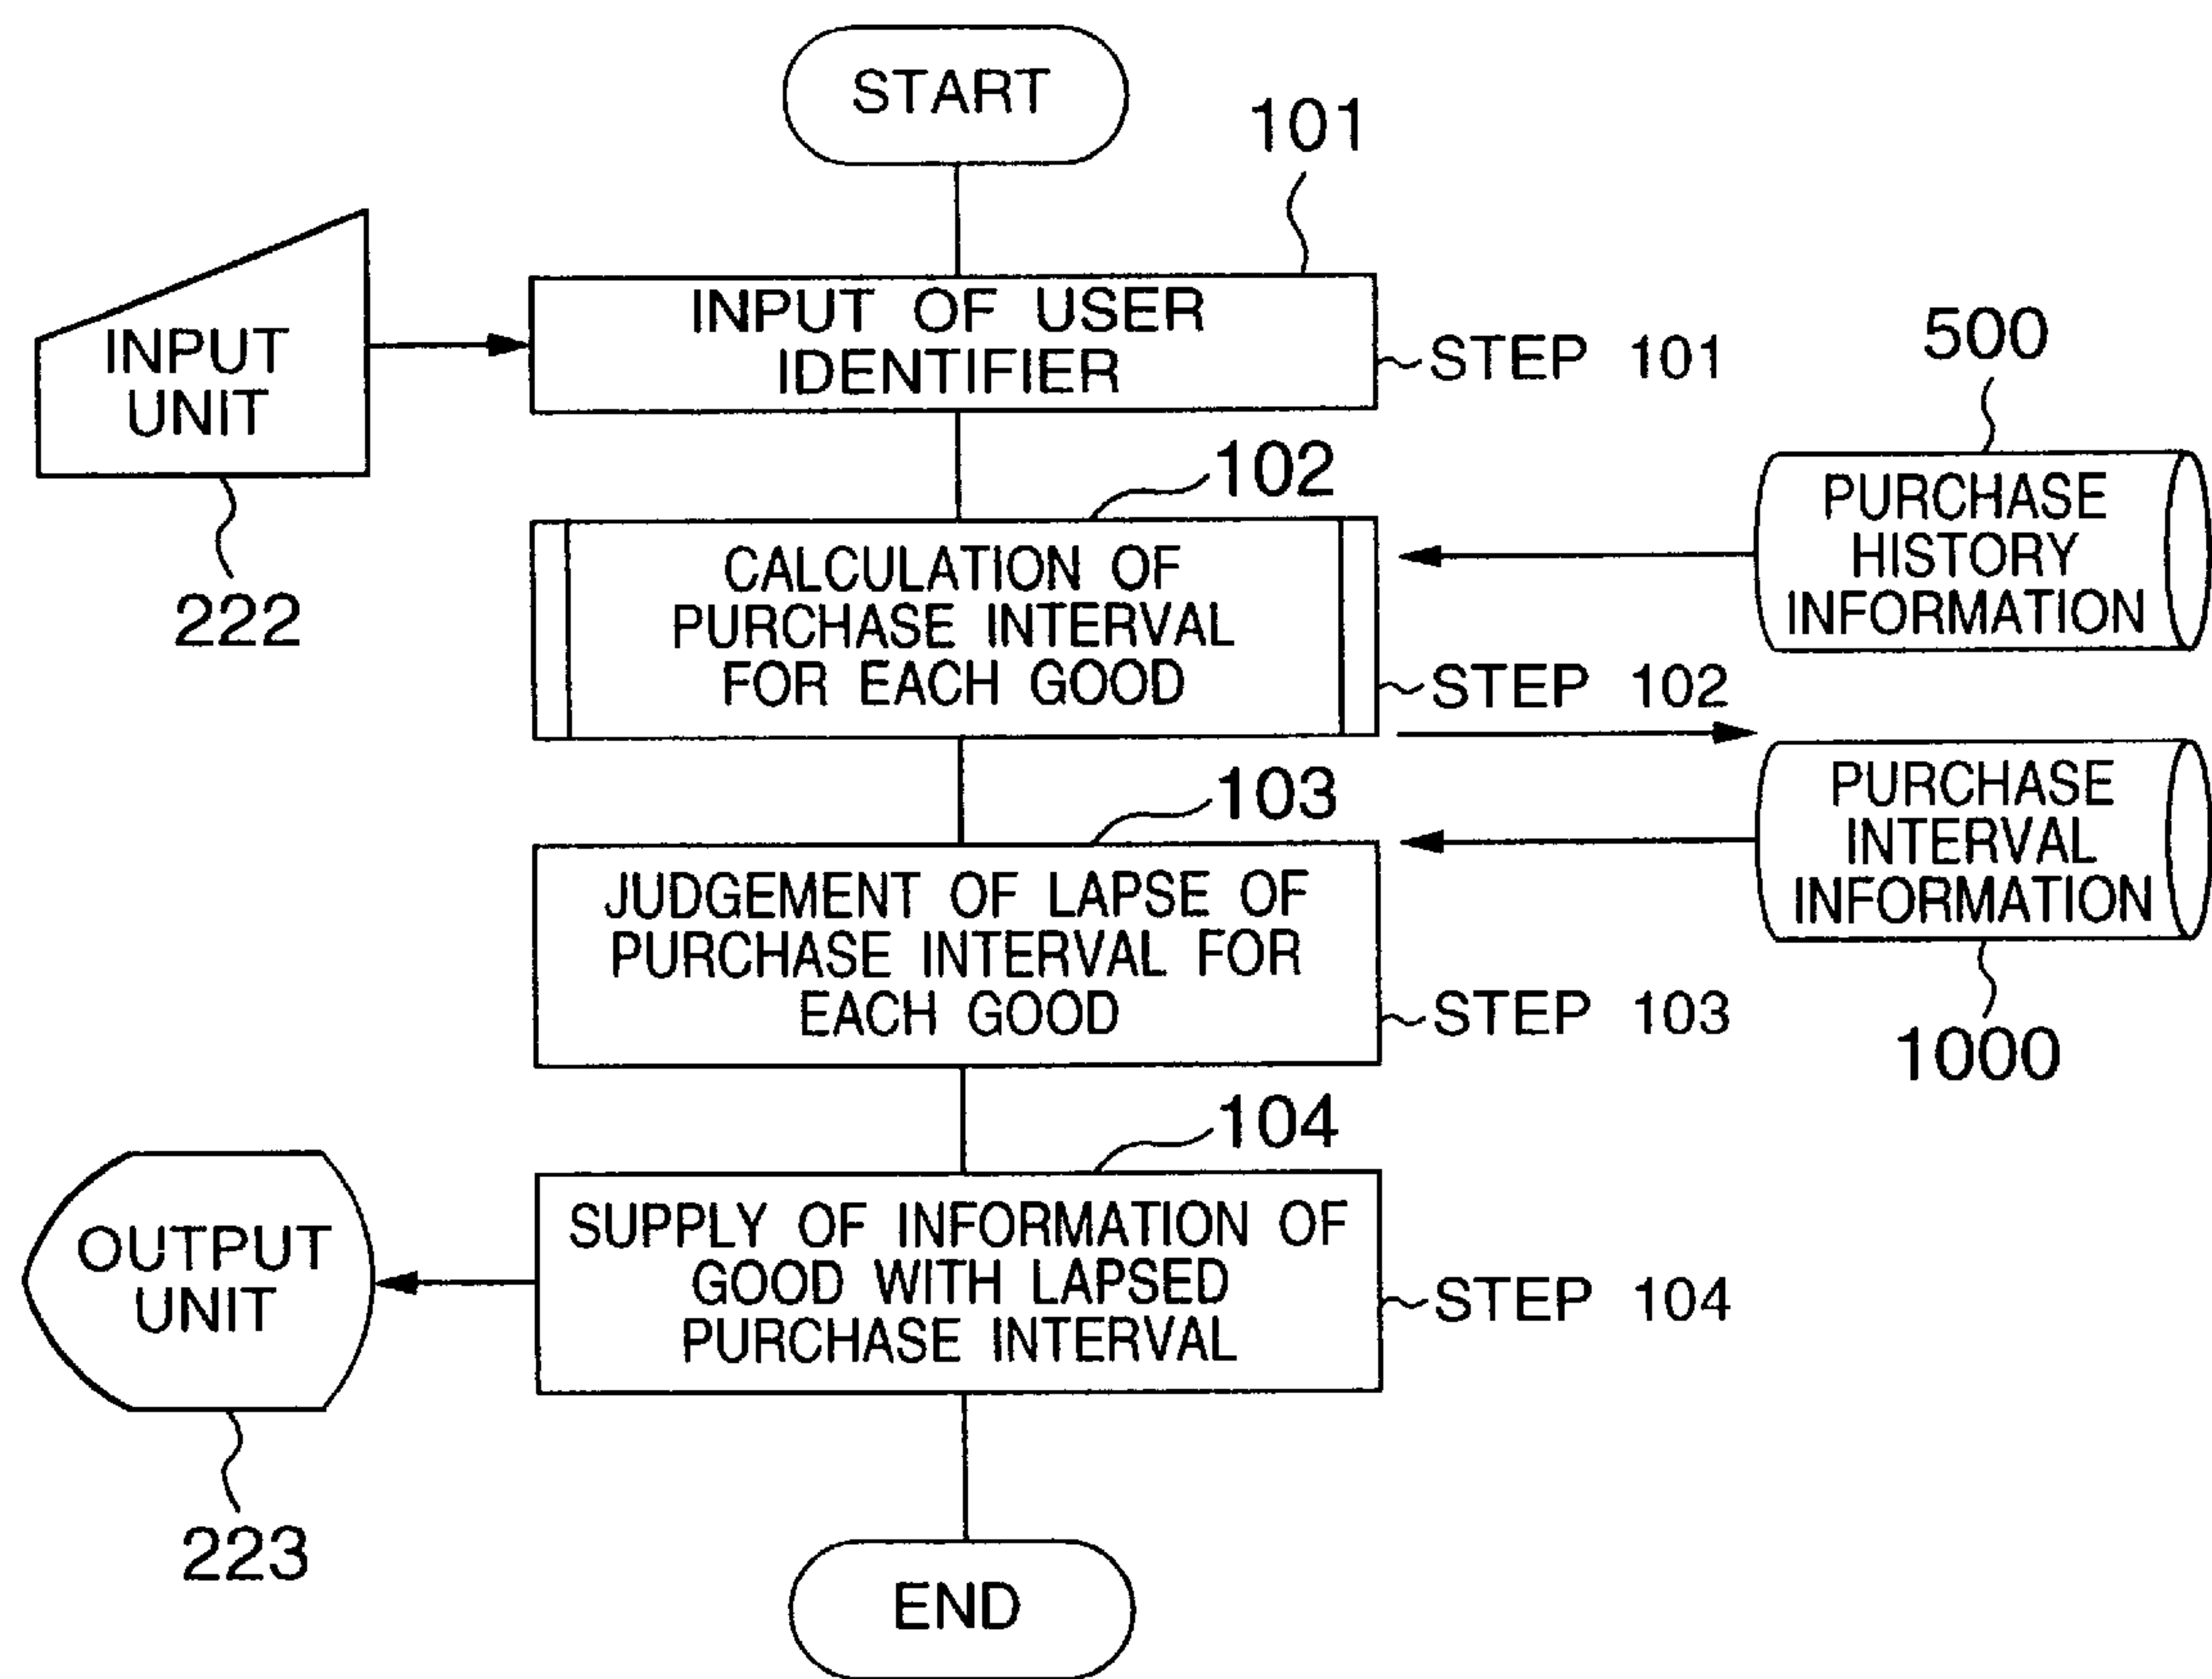 START
101
INPUT OF USER
IDENTIFIER
STEP 101
INPUT
UNIT
222
500
PURCHASE
HISTORY
INFORMATION
102
CALCULATION OF
PURCHASE INTERVAL
FOR EACH GOOD
STEP 102
PURCHASE
INTERVAL
INFORMATION
1000
103
JUDGEMENT OF LAPSE OF
PURCHASE INTERVAL FOR
EACH GOOD
STEP 103
104
SUPPLY OF INFORMATION OF
GOOD WITH LAPSED
PURCHASE INTERVAL
STEP 104
OUTPUT
UNIT
223
END